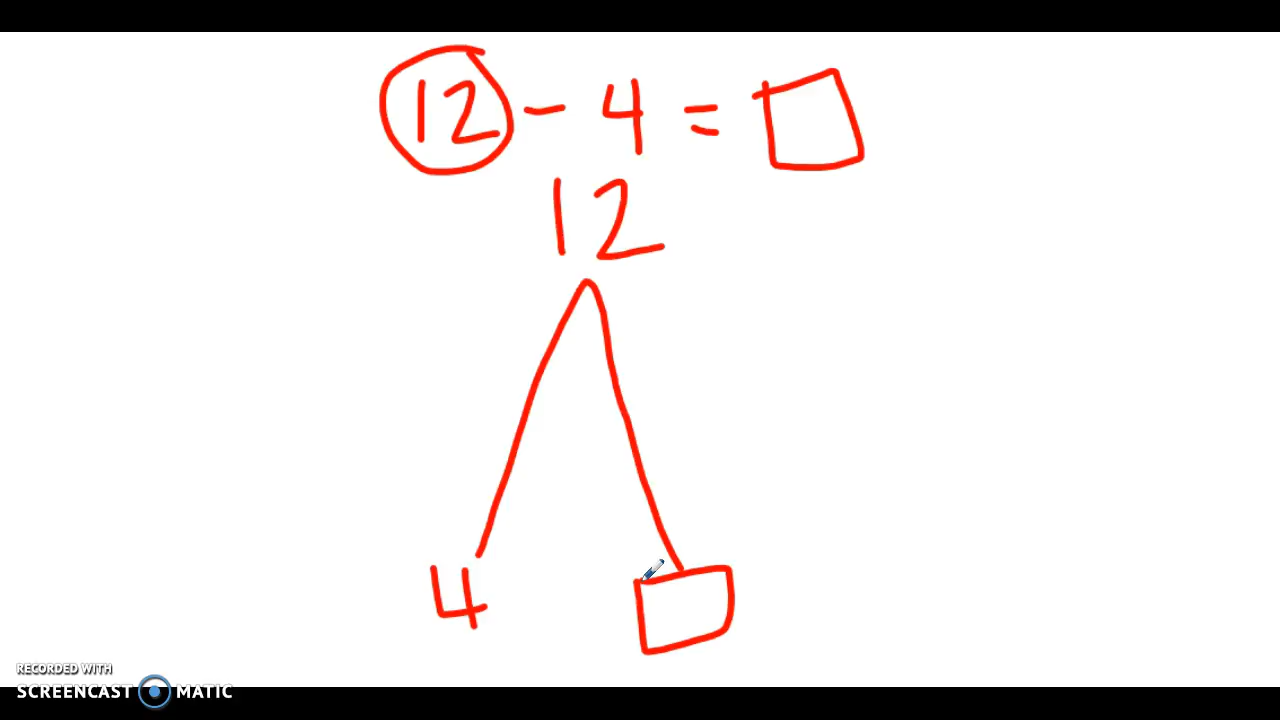 12 - 4 = □
12
4 □
RECORDED WITH
SCREENCAST MATIC